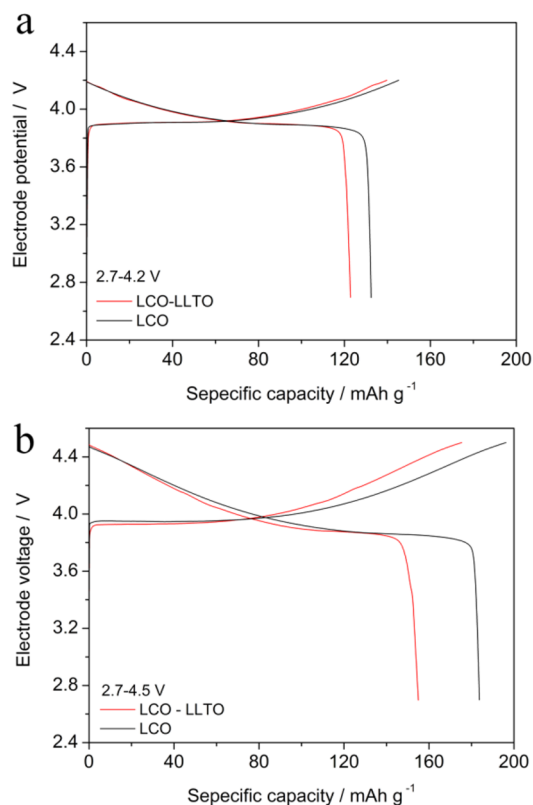 a
Electrode potential / V
4.4
4.0
3.6
3.2
2.8
2.4
2.7-4.2 V
LCO-LLTO
LCO
0 40 80 120 160 200
Sepecific capacity / mAh g⁻¹
b
Electrode voltage / V
4.4
4.0
3.6
3.2
2.8
2.4
2.7-4.5 V
LCO - LLTO
LCO
0 40 80 120 160 200
Sepecific capacity / mAh g⁻¹